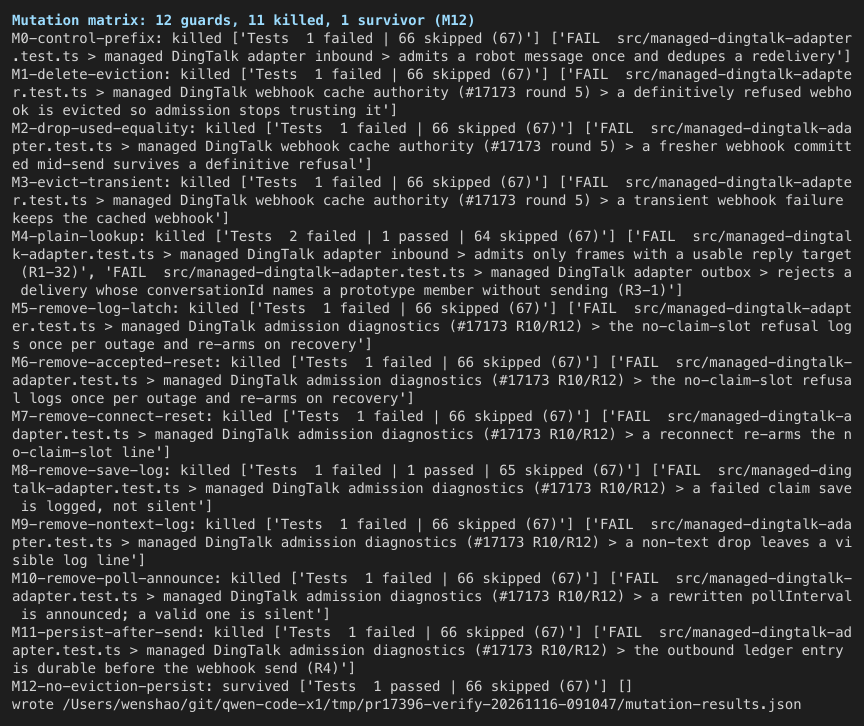 Mutation matrix: 12 guards, 11 killed, 1 survivor (M12)
M0-control-prefix: killed ['Tests  1 failed | 66 skipped (67)'] ['FAIL  src/managed-dingtalk-adapter
.test.ts > managed DingTalk adapter inbound > admits a robot message once and dedupes a redelivery']
M1-delete-eviction: killed ['Tests  1 failed | 66 skipped (67)'] ['FAIL  src/managed-dingtalk-adapte
r.test.ts > managed DingTalk webhook cache authority (#17173 round 5) > a definitively refused webho
ok is evicted so admission stops trusting it']
M2-drop-used-equality: killed ['Tests  1 failed | 66 skipped (67)'] ['FAIL  src/managed-dingtalk-ada
pter.test.ts > managed DingTalk webhook cache authority (#17173 round 5) > a fresher webhook committ
ed mid-send survives a definitive refusal']
M3-evict-transient: killed ['Tests  1 failed | 66 skipped (67)'] ['FAIL  src/managed-dingtalk-adapte
r.test.ts > managed DingTalk webhook cache authority (#17173 round 5) > a transient webhook failure 
keeps the cached webhook']
M4-plain-lookup: killed ['Tests  2 failed | 1 passed | 64 skipped (67)'] ['FAIL  src/managed-dingtal
k-adapter.test.ts > managed DingTalk adapter inbound > admits only frames with a usable reply target
 (R1-32)', 'FAIL  src/managed-dingtalk-adapter.test.ts > managed DingTalk adapter outbox > rejects a
 delivery whose conversationId names a prototype member without sending (R3-1)']
M5-remove-log-latch: killed ['Tests  1 failed | 66 skipped (67)'] ['FAIL  src/managed-dingtalk-adapt
er.test.ts > managed DingTalk admission diagnostics (#17173 R10/R12) > the no-claim-slot refusal log
s once per outage and re-arms on recovery']
M6-remove-accepted-reset: killed ['Tests  1 failed | 66 skipped (67)'] ['FAIL  src/managed-dingtalk-
adapter.test.ts > managed DingTalk admission diagnostics (#17173 R10/R12) > the no-claim-slot refusa
l logs once per outage and re-arms on recovery']
M7-remove-connect-reset: killed ['Tests  1 failed | 66 skipped (67)'] ['FAIL  src/managed-dingtalk-a
dapter.test.ts > managed DingTalk admission diagnostics (#17173 R10/R12) > a reconnect re-arms the n
o-claim-slot line']
M8-remove-save-log: killed ['Tests  1 failed | 1 passed | 65 skipped (67)'] ['FAIL  src/managed-ding
talk-adapter.test.ts > managed DingTalk admission diagnostics (#17173 R10/R12) > a failed claim save
 is logged, not silent']
M9-remove-nontext-log: killed ['Tests  1 failed | 66 skipped (67)'] ['FAIL  src/managed-dingtalk-ada
pter.test.ts > managed DingTalk admission diagnostics (#17173 R10/R12) > a non-text drop leaves a vi
sible log line']
M10-remove-poll-announce: killed ['Tests  1 failed | 66 skipped (67)'] ['FAIL  src/managed-dingtalk-
adapter.test.ts > managed DingTalk admission diagnostics (#17173 R10/R12) > a rewritten pollInterval
 is announced; a valid one is silent']
M11-persist-after-send: killed ['Tests  1 failed | 66 skipped (67)'] ['FAIL  src/managed-dingtalk-ad
apter.test.ts > managed DingTalk admission diagnostics (#17173 R10/R12) > the outbound ledger entry 
is durable before the webhook send (R4)']
M12-no-eviction-persist: survived ['Tests  1 passed | 66 skipped (67)'] []
wrote /Users/wenshao/git/qwen-code-x1/tmp/pr17396-verify-20261116-091047/mutation-results.json